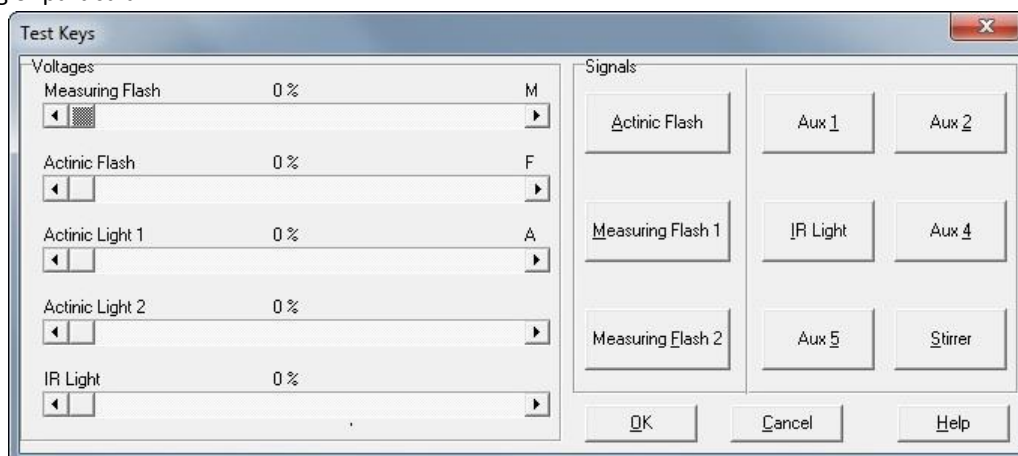 Test Keys
Voltages
Measuring Flash 0 % M
Actinic Flash 0 % F
Actinic Light 1 0 % A
Actinic Light 2 0 %
IR Light 0 %
Signals
Actinic Flash Aux 1 Aux 2
Measuring Flash 1 IR Light Aux 4
Measuring Flash 2 Aux 5 Stirrer
OK Cancel Help